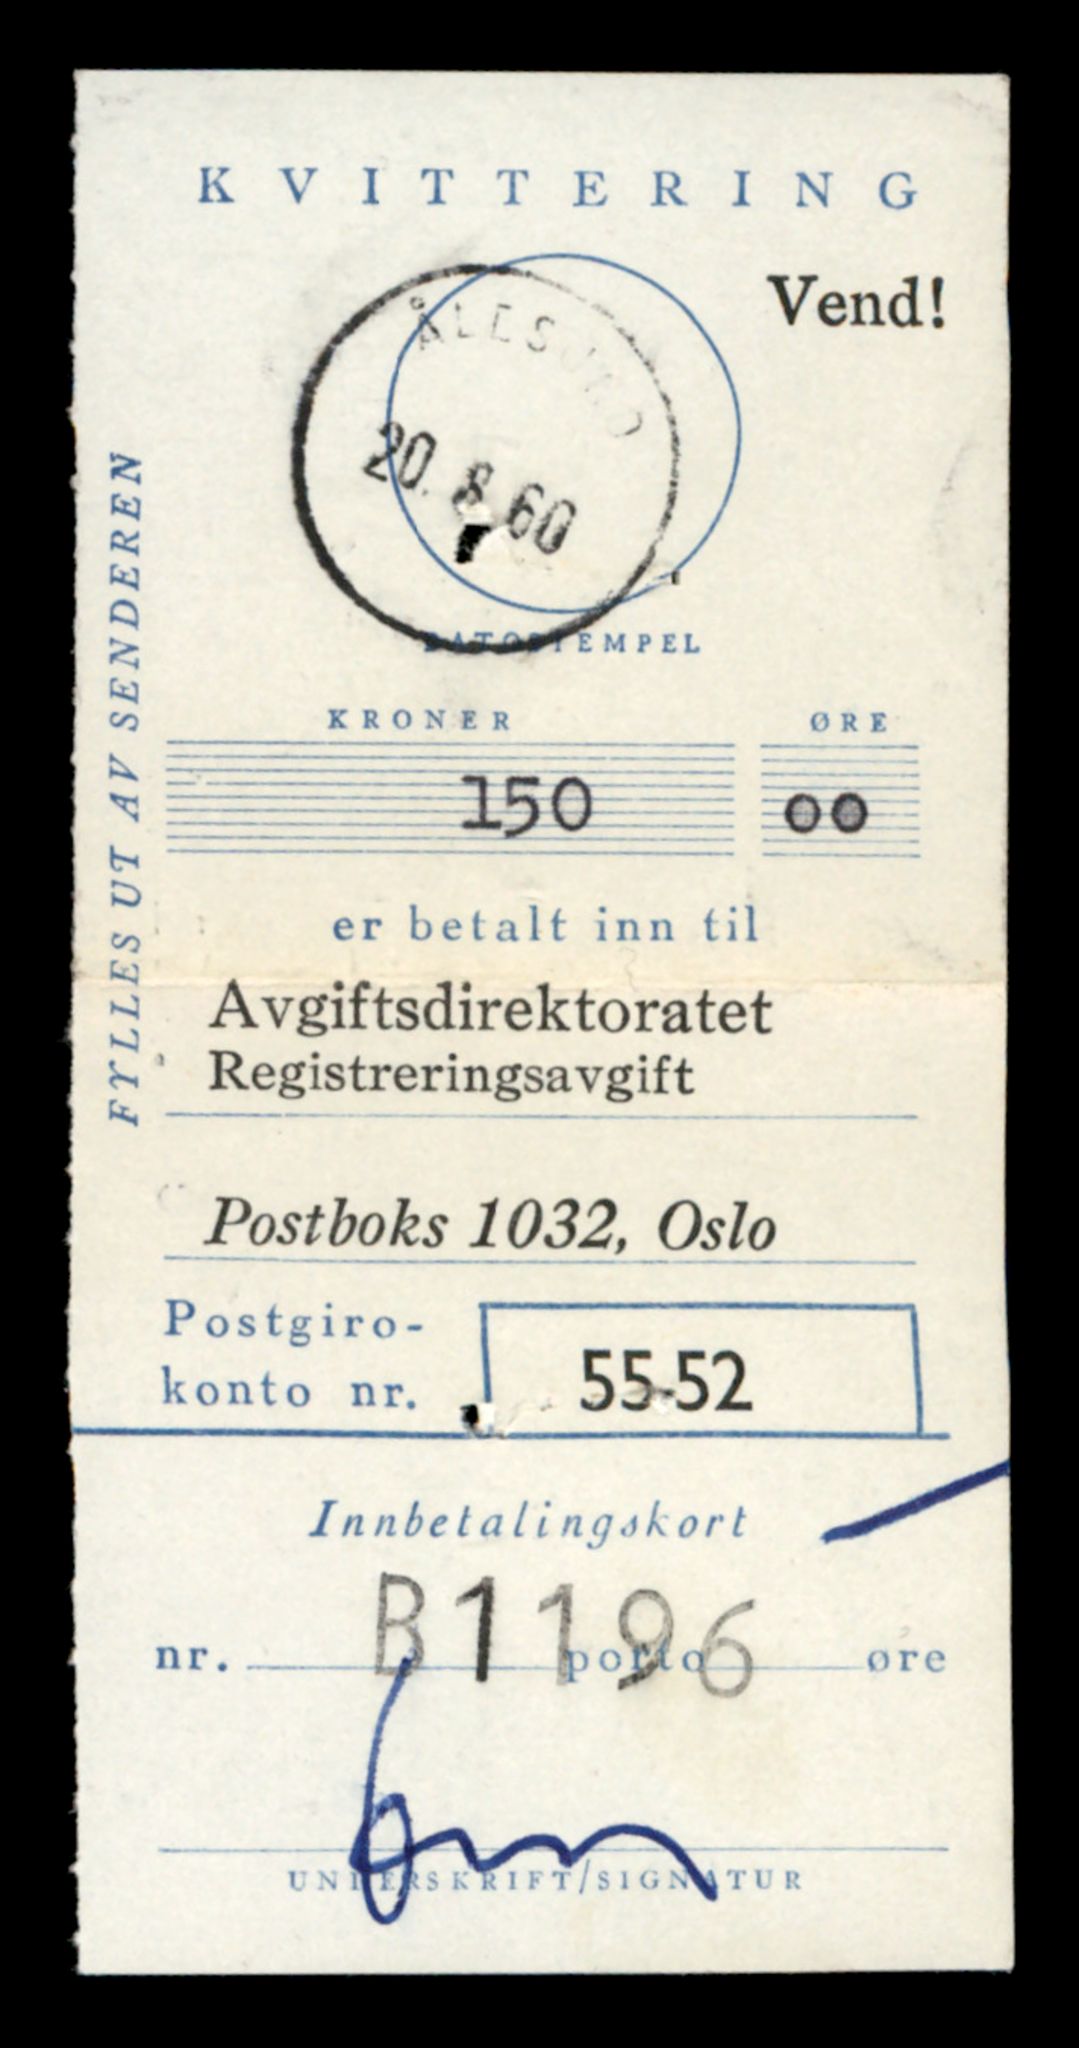 KVITTERING
Vend!
ÅLESUND
20. 8. 60
DATOSTEMPEL
FYLLES UT AV SENDEREN
KRONER ØRE
150 00
er betalt inn til
Avgiftsdirektoratet
Registreringsavgift
Postboks 1032, Oslo
Postgiro-
konto nr. 55-52
Innbetalingskort
B1196
nr. porto øre
UNDERSKRIFT/SIGNATUR